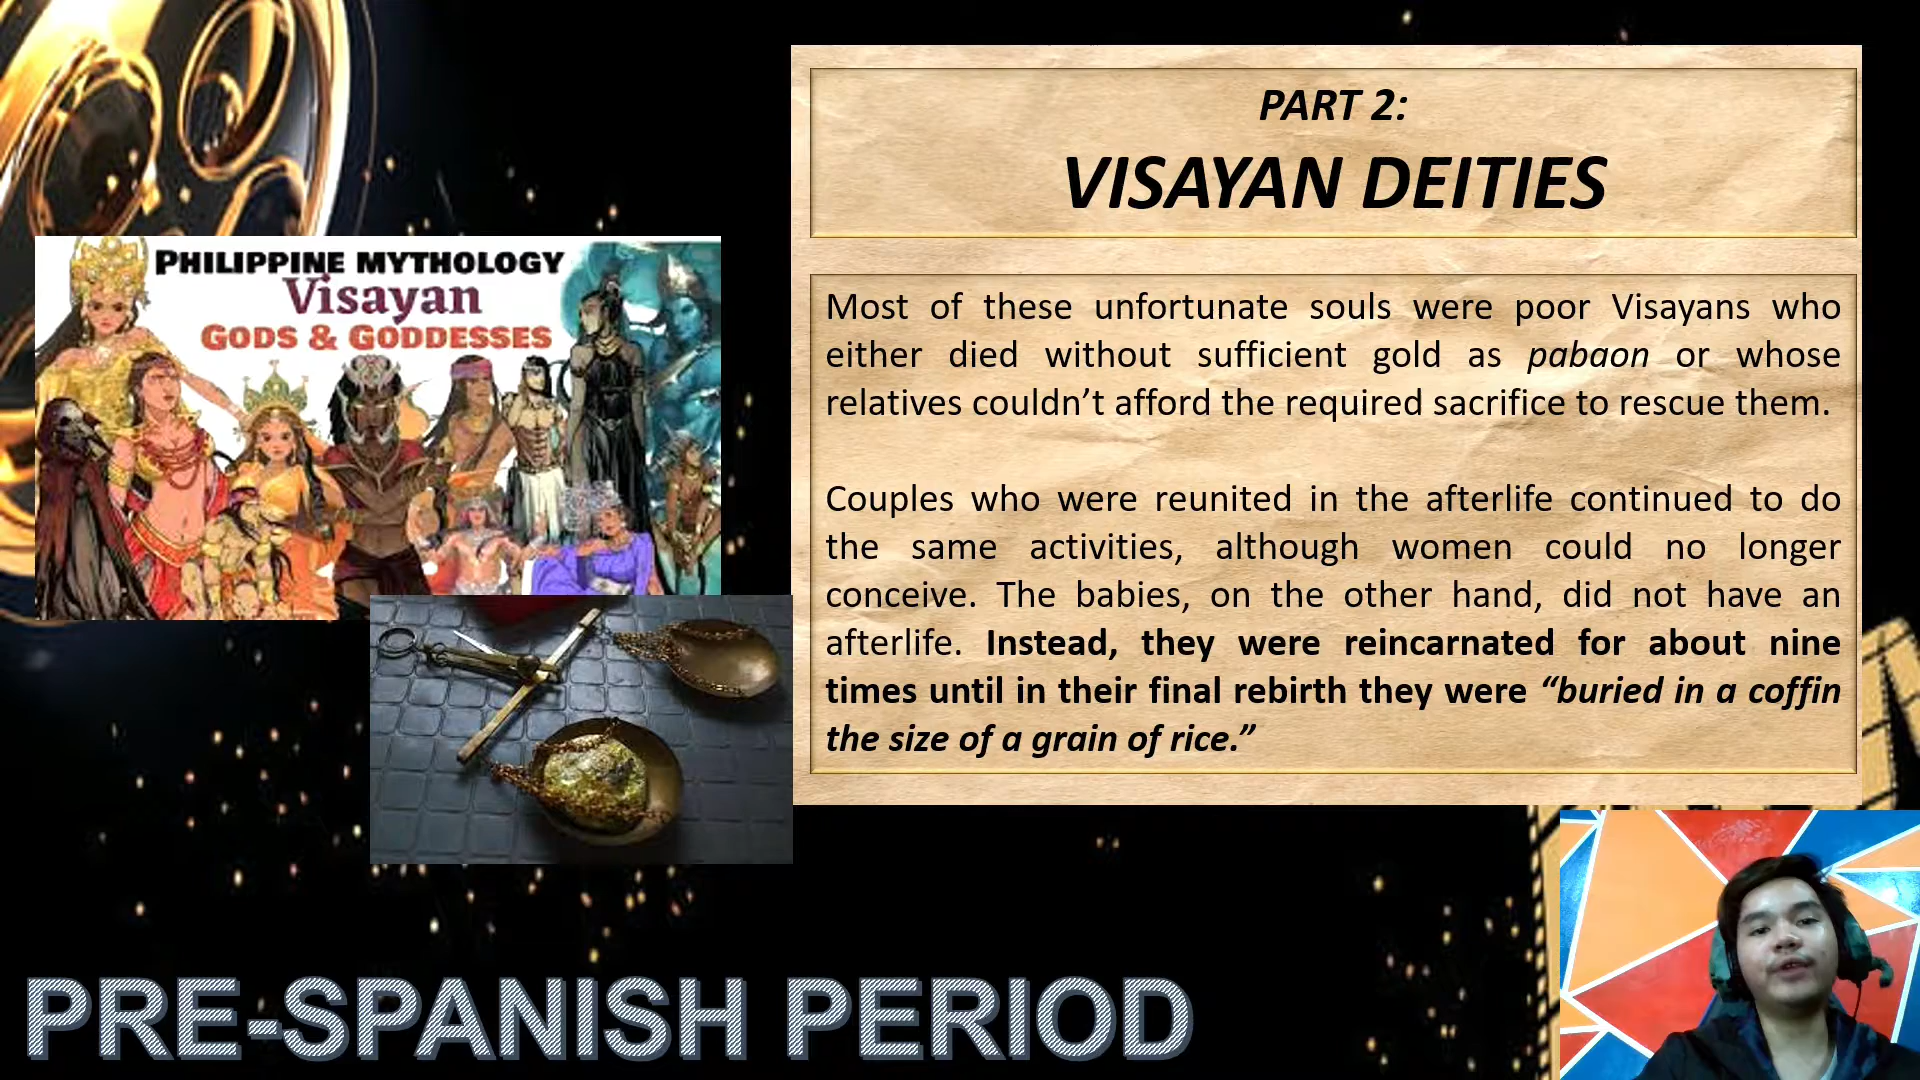 PART 2:
VISAYAN DEITIES
PHILIPPINE MYTHOLOGY
Visayan
GODS & GODDESSES
Most of these unfortunate souls were poor Visayans who
either died without sufficient gold as pabaon or whose
relatives couldn’t afford the required sacrifice to rescue them.
Couples who were reunited in the afterlife continued to do
the same activities, although women could no longer
conceive. The babies, on the other hand, did not have an
afterlife. Instead, they were reincarnated for about nine
times until in their final rebirth they were “buried in a coffin
the size of a grain of rice.”
PRE-SPANISH PERIOD